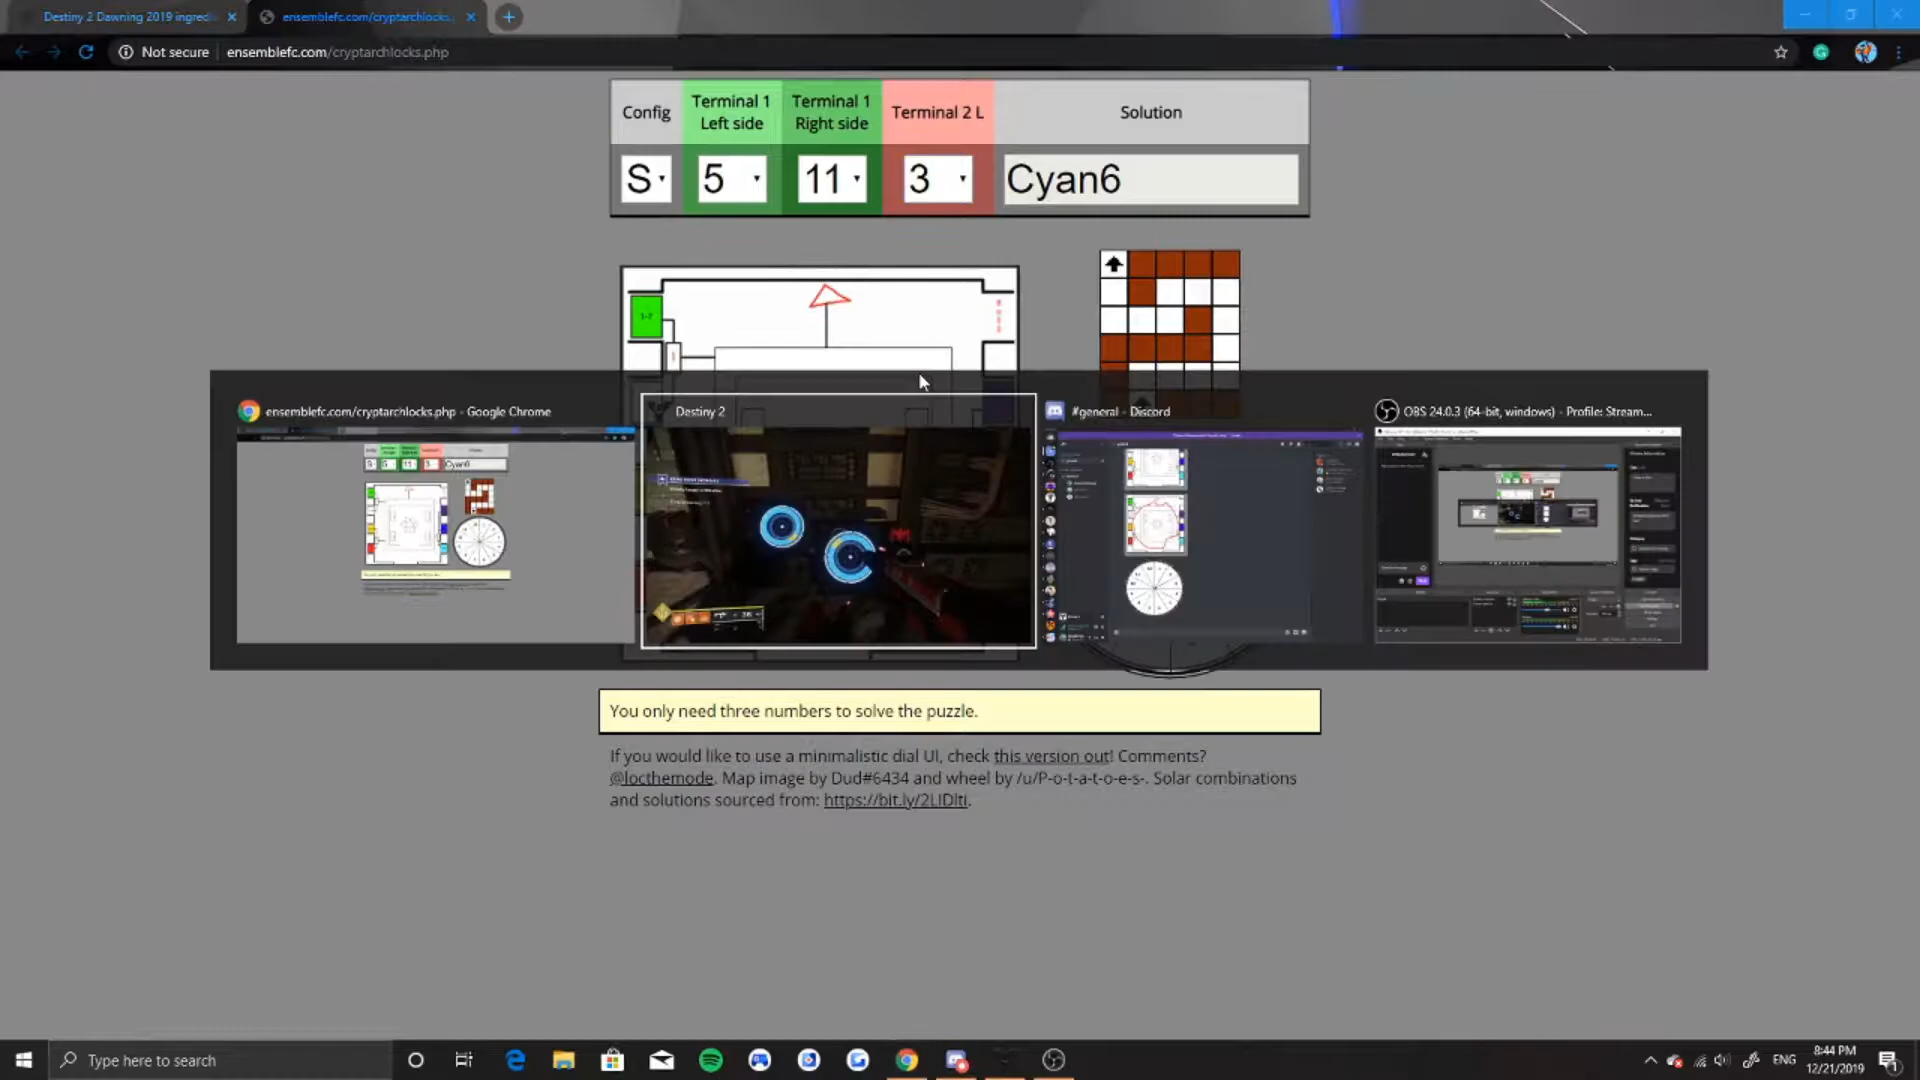 Destiny 2 Dawning 2019 ingred
ensemblefc.com/cryptarchlocks.
Not secure
ensemblefc.com/cryptarchlocks.php
Config
Terminal 1
Left side
Terminal 1
Right side
Terminal 2 L
Solution
S
5
11
3
Cyan6
1-7
ensemblefc.com/cryptarchlocks.php - Google Chrome
Destiny 2
#general - Discord
OBS 24.0.3 (64-bit, windows) - Profile: Stream...
You only need three numbers to solve the puzzle.
If you would like to use a minimalistic dial UI, check this version out! Comments?
@locthemode. Map image by Dud#6434 and wheel by /u/P-o-t-a-t-o-e-s-. Solar combinations
and solutions sourced from: https://bit.ly/2LIDlti.
Type here to search
ENG
8:44 PM
12/21/2019
1